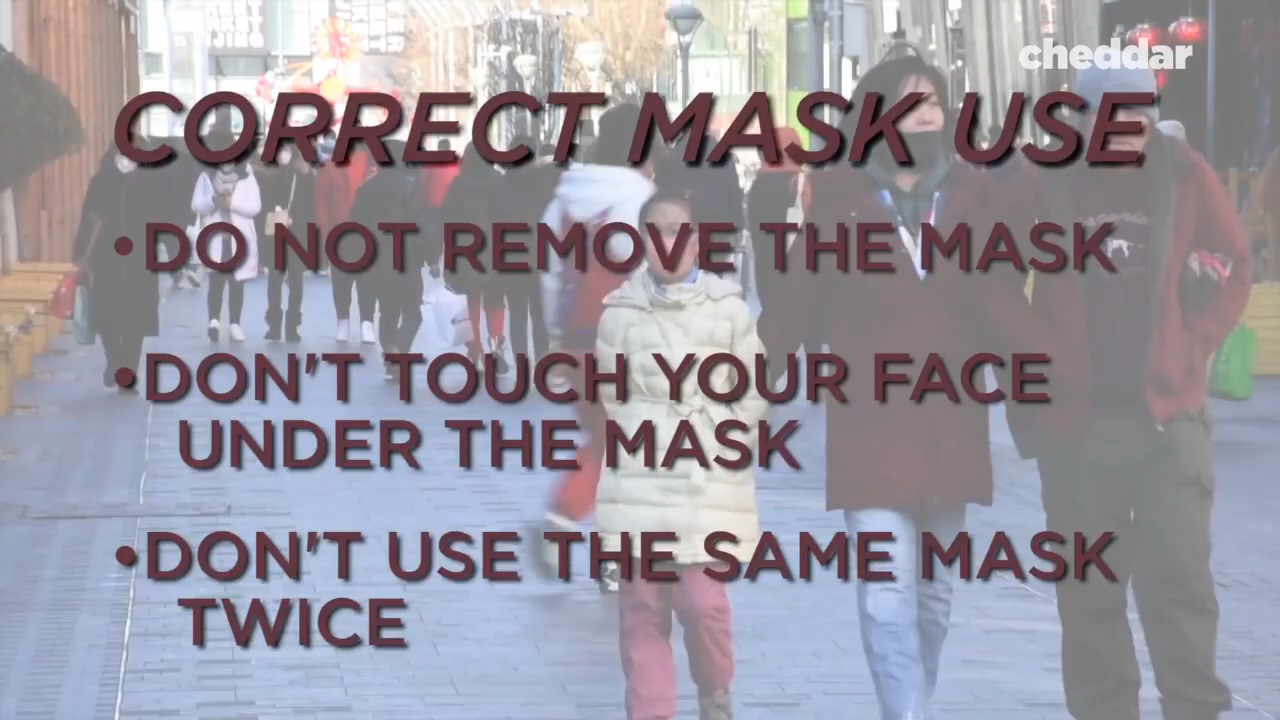 cheddar
CORRECT MASK USE
•DO NOT REMOVE THE MASK
•DON'T TOUCH YOUR FACE
UNDER THE MASK
•DON'T USE THE SAME MASK
TWICE